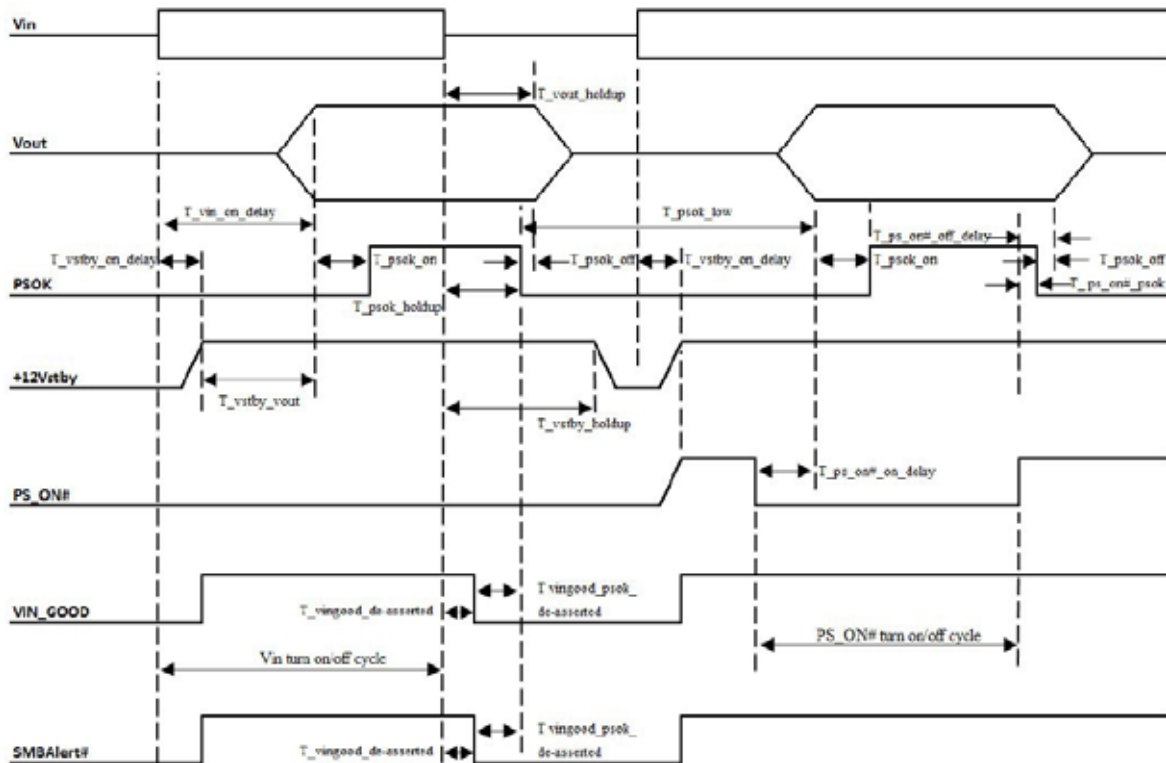 Vin
T_vout_holdup
Vout
T_vin_on_delay
T_psok_low
T_ps_on#_off_delay
T_vstby_on_delay
T_psok_on
T_psok_off
T_vstby_on_delay
T_psok_on
T_psok_off
PSOK
T_psok_holdup
T_ps_on#_psok
+12Vstby
T_vstby_vout
T_vstby_holdup
T_ps_on#_on_delay
PS_ON#
VIN_GOOD
T_vingood_de-asserted
T vingood_psok_
de-asserted
PS_ON# turn on/off cycle
Vin turn on/off cycle
T vingood_psok_
SMBAlert#
T_vingood_de-asserted
de-asserted